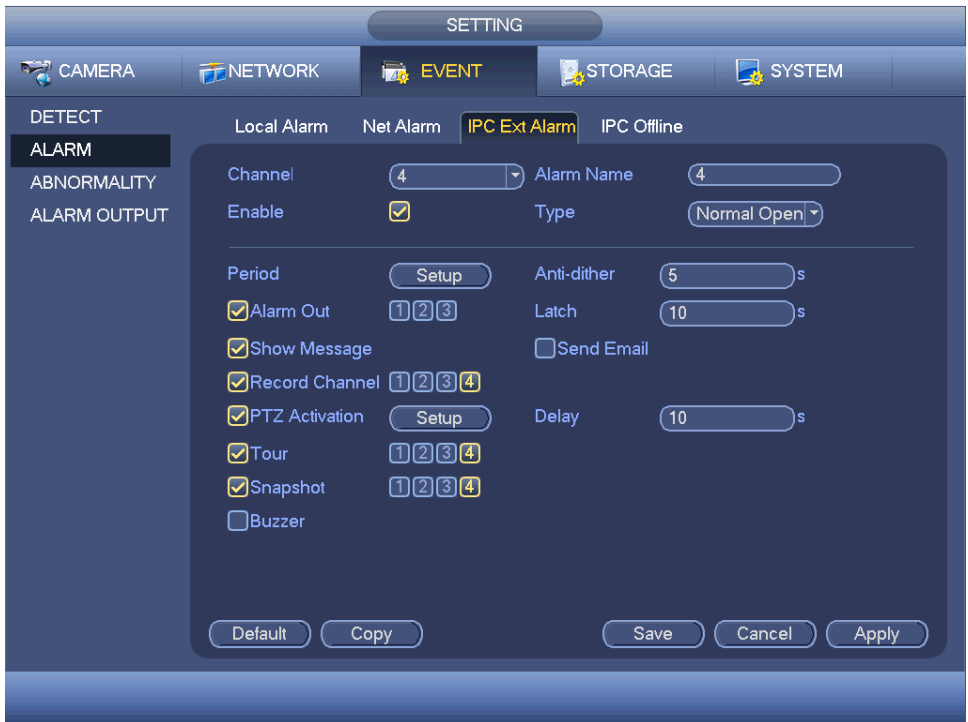 SETTING
CAMERA NETWORK EVENT STORAGE SYSTEM
DETECT
ALARM
ABNORMALITY
ALARM OUTPUT
Local Alarm Net Alarm IPC Ext Alarm IPC Offline
Channel 4 Alarm Name 4
Enable Type Normal Open
Period Setup Anti-dither 5 s
Alarm Out 1 2 3 Latch 10 s
Show Message Send Email
Record Channel 1 2 3 4
PTZ Activation Setup Delay 10 s
Tour 1 2 3 4
Snapshot 1 2 3 4
Buzzer
Default Copy Save Cancel Apply